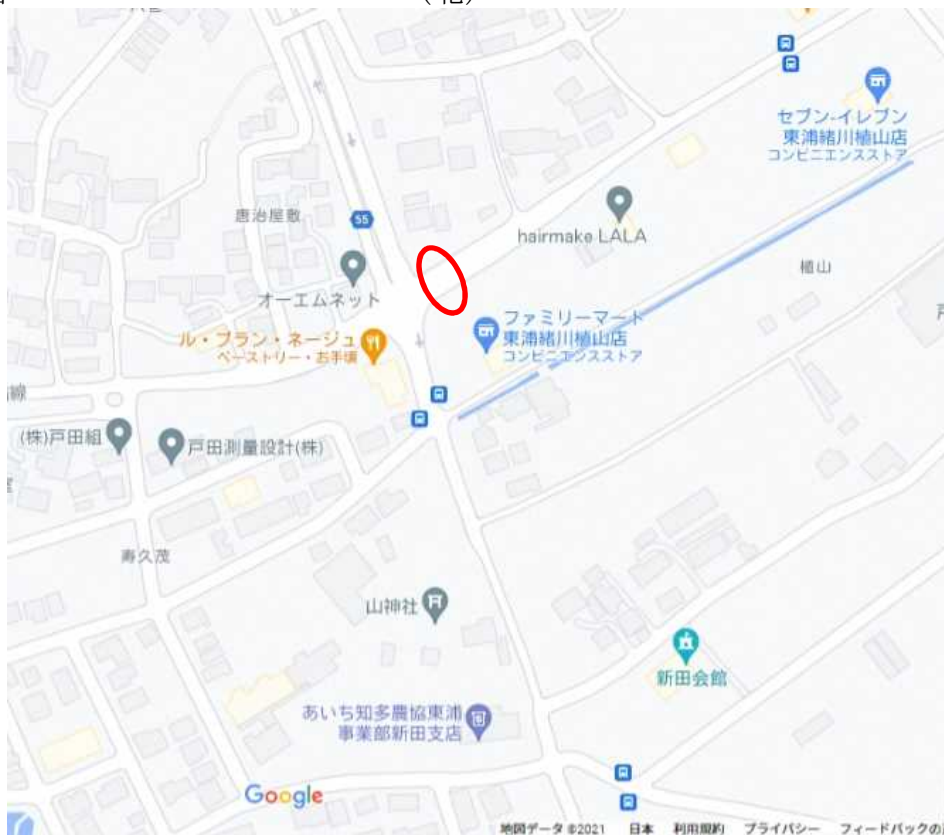 セブン-イレブン
東浦緒川植山店
コンビニエンスストア
唐治屋敷
55
hairmake LALA
植山
オーエムネット
ファミリーマート
東浦緒川植山店
コンビニエンスストア
ル・プラン・ネージュ
ペーストリー・お手頃
線
(株)戸田組
戸田測量設計(株)
寿久茂
山神社
新田会館
あいち知多農協東浦
事業部新田支店
Google
地図データ ©2021 日本 利用規約 プライバシー フィードバックの